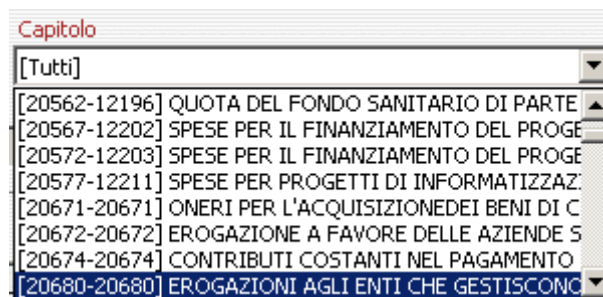 Capitolo
[Tutti]
[20562-12196] QUOTA DEL FONDO SANITARIO DI PARTE
[20567-12202] SPESE PER IL FINANZIAMENTO DEL PROGE
[20572-12203] SPESE PER IL FINANZIAMENTO DEL PROGE
[20577-12211] SPESE PER PROGETTI DI INFORMATIZZAZ
[20671-20671] ONERI PER L'ACQUISIZIONEDEI BENI DI C
[20672-20672] EROGAZIONE A FAVORE DELLE AZIENDE S
[20674-20674] CONTRIBUTI COSTANTI NEL PAGAMENTO
[20680-20680] EROGAZIONI AGLI ENTI CHE GESTISCONO